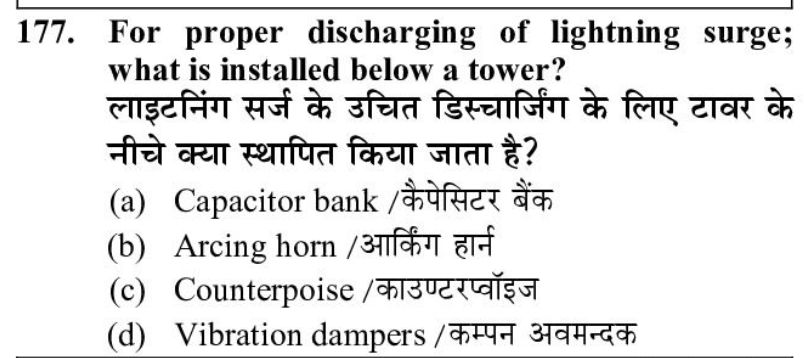 177. For proper discharging of lightning surge;
what is installed below a tower?
लाइटनिंग सर्ज के उचित डिस्चार्जिंग के लिए टावर के
नीचे क्या स्थापित किया जाता है?
(a) Capacitor bank /कैपेसिटर बैंक
(b) Arcing horn /आर्किंग हार्न
(c) Counterpoise /काउण्टरप्वॉइज
(d) Vibration dampers /कम्पन अवमन्दक